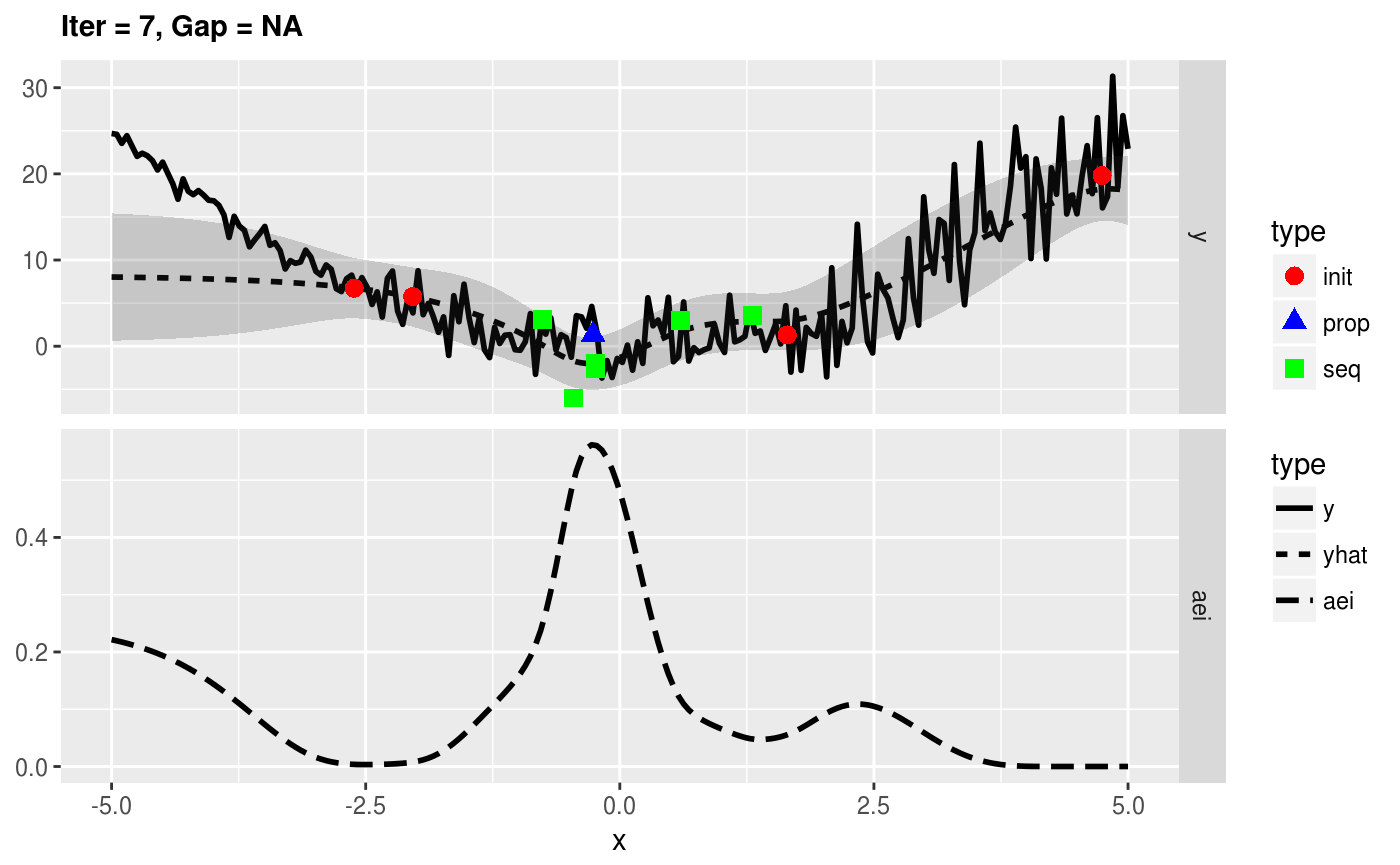 Iter = 7, Gap = NA
30
20
10
0
y
0.4
0.2
0.0
aei
-5.0 -2.5 0.0 2.5 5.0
x
type
init
prop
seq
type
y
yhat
aei